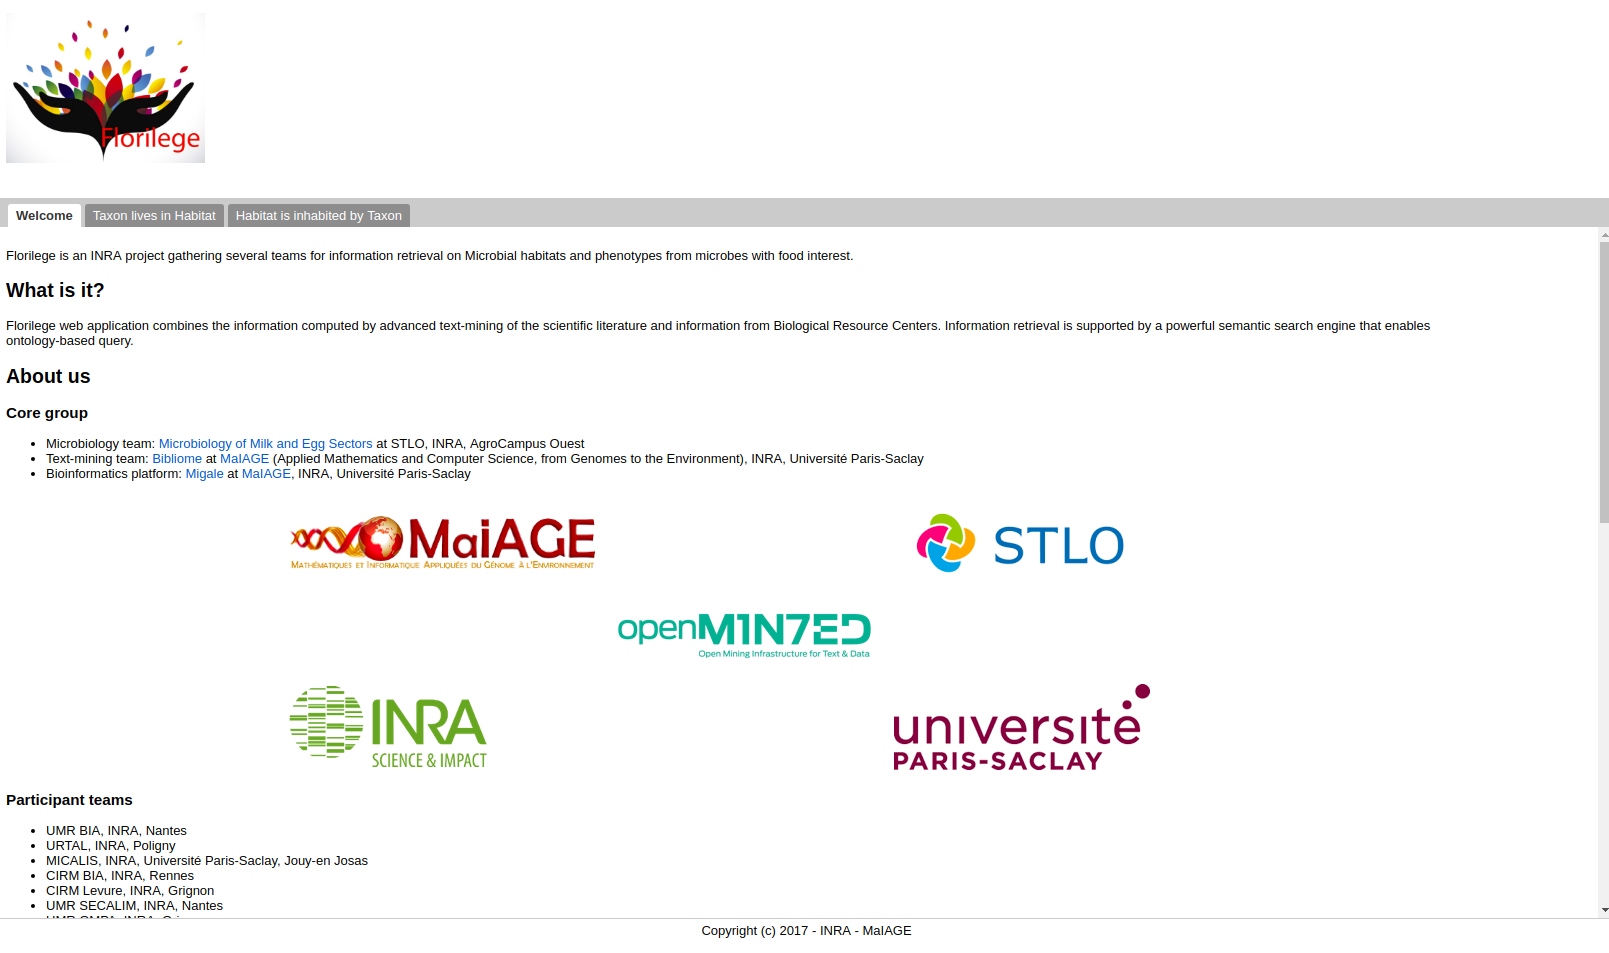 Florilege
Welcome
Taxon lives in Habitat
Habitat is inhabited by Taxon
Florilege is an INRA project gathering several teams for information retrieval on Microbial habitats and phenotypes from microbes with food interest.
What is it?
Florilege web application combines the information computed by advanced text-mining of the scientific literature and information from Biological Resource Centers. Information retrieval is supported by a powerful semantic search engine that enables
ontology-based query.
About us
Core group
Microbiology team: Microbiology of Milk and Egg Sectors at STLO, INRA, AgroCampus Ouest
Text-mining team: Bibliome at MaIAGE (Applied Mathematics and Computer Science, from Genomes to the Environment), INRA, Université Paris-Saclay
Bioinformatics platform: Migale at MaIAGE, INRA, Université Paris-Saclay
MaiAGE
Mathématiques et Informatique Appliquées du Génome à l'Environnement
STLO
openM1N7ED
Open Mining Infrastructure for Text & Data
INRA
SCIENCE & IMPACT
université
PARIS-SACLAY
Participant teams
UMR BIA, INRA, Nantes
URTAL, INRA, Poligny
MICALIS, INRA, Université Paris-Saclay, Jouy-en Josas
CIRM BIA, INRA, Rennes
CIRM Levure, INRA, Grignon
UMR SECALIM, INRA, Nantes
Copyright (c) 2017 - INRA - MaIAGE